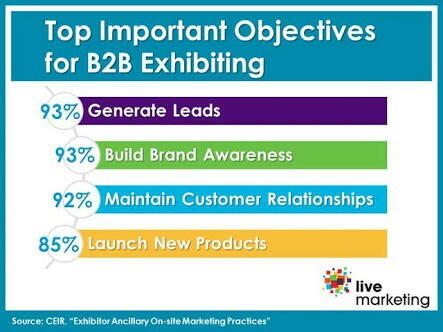 Top Important Objectives
for B2B Exhibiting
93% Generate Leads
93% Build Brand Awareness
92% Maintain Customer Relationships
85% Launch New Products
live
marketing
Source: CEIR, "Exhibitor Ancillary On-site Marketing Practices"